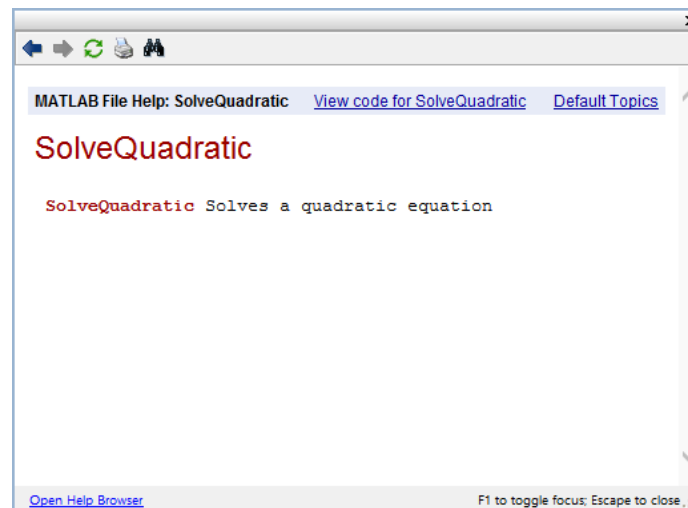 MATLAB File Help: SolveQuadratic View code for SolveQuadratic Default Topics
SolveQuadratic
SolveQuadratic Solves a quadratic equation
Open Help Browser F1 to toggle focus; Escape to close